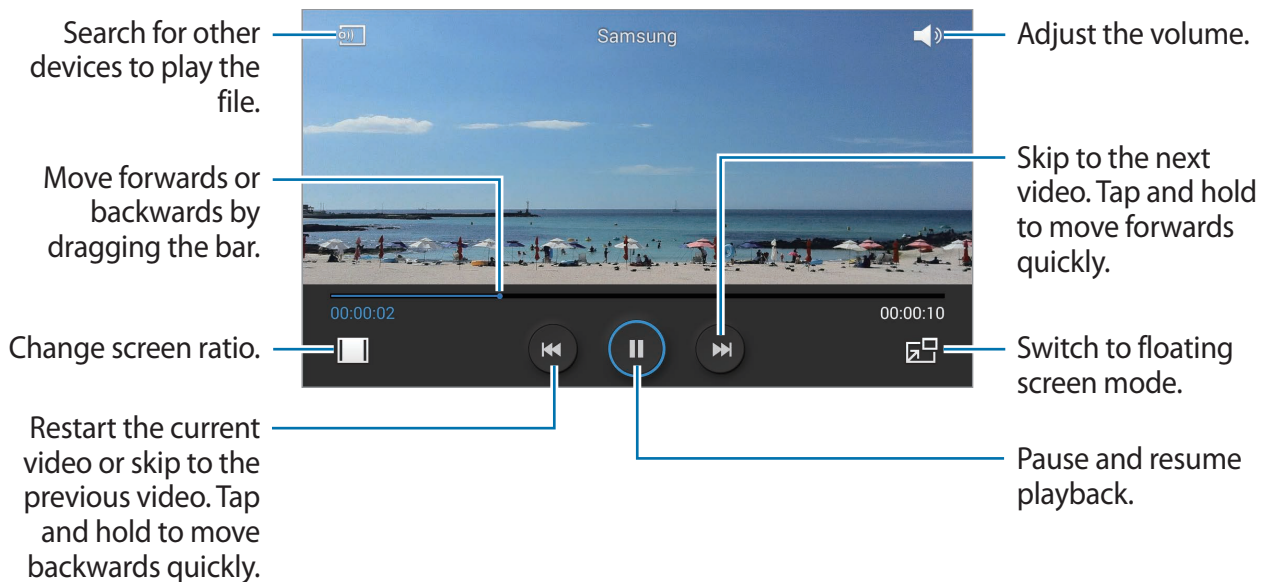 Search for other
devices to play the
file.
Samsung
Adjust the volume.
Move forwards or
backwards by
dragging the bar.
Skip to the next
video. Tap and hold
to move forwards
quickly.
00:00:02
00:00:10
Change screen ratio.
Switch to floating
screen mode.
Restart the current
video or skip to the
previous video. Tap
and hold to move
backwards quickly.
Pause and resume
playback.